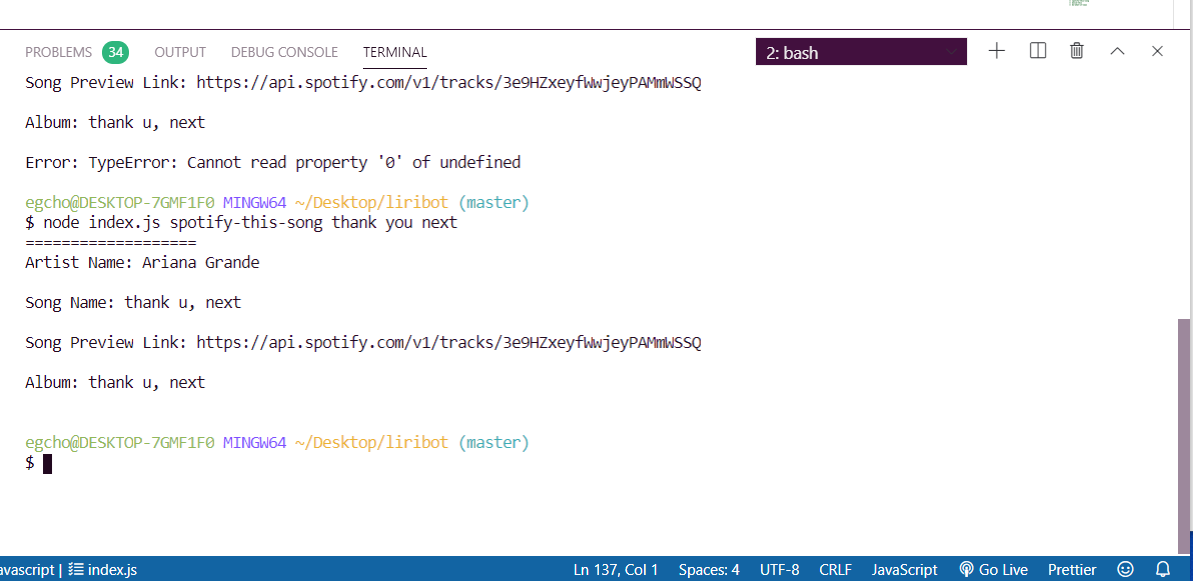 PROBLEMS 34 OUTPUT DEBUG CONSOLE TERMINAL 2: bash
Song Preview Link: https://api.spotify.com/v1/tracks/3e9HZxeyfWwjeyPAMmWSSQ
Album: thank u, next
Error: TypeError: Cannot read property '0' of undefined
egcho@DESKTOP-7GMF1F0 MINGW64 ~/Desktop/liribot (master)
$ node index.js spotify-this-song thank you next
===================
Artist Name: Ariana Grande
Song Name: thank u, next
Song Preview Link: https://api.spotify.com/v1/tracks/3e9HZxeyfWwjeyPAMmWSSQ
Album: thank u, next
egcho@DESKTOP-7GMF1F0 MINGW64 ~/Desktop/liribot (master)
$
avascript | index.js Ln 137, Col 1 Spaces: 4 UTF-8 CRLF JavaScript Go Live Prettier